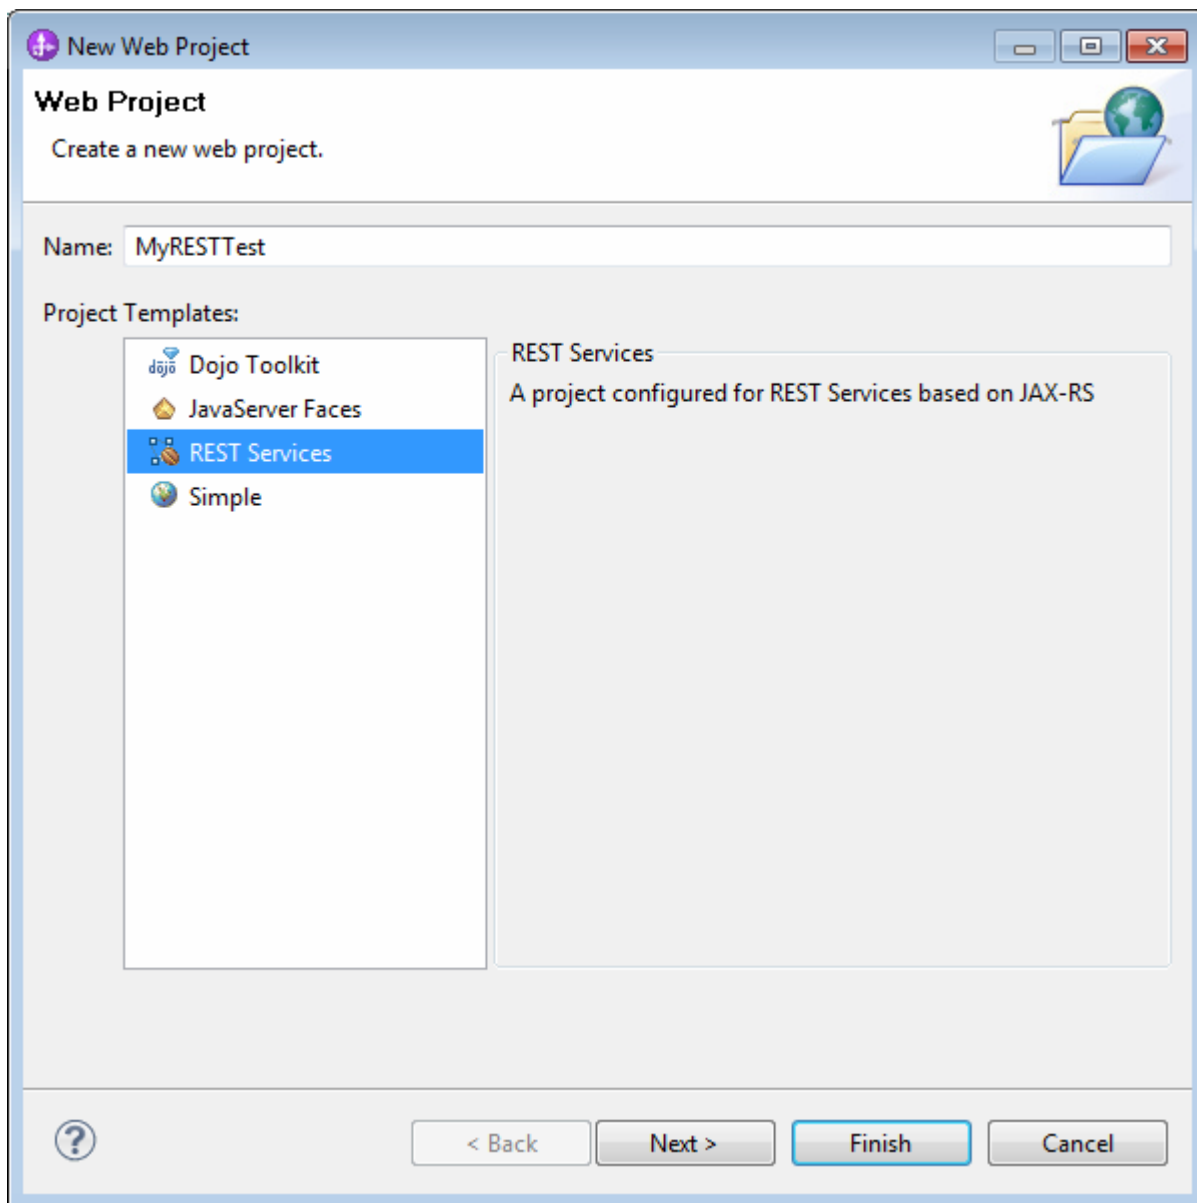 New Web Project
Web Project
Create a new web project.
Name: MyRESTTest
Project Templates:
dojo Dojo Toolkit
JavaServer Faces
REST Services
Simple
REST Services
A project configured for REST Services based on JAX-RS
? < Back Next > Finish Cancel